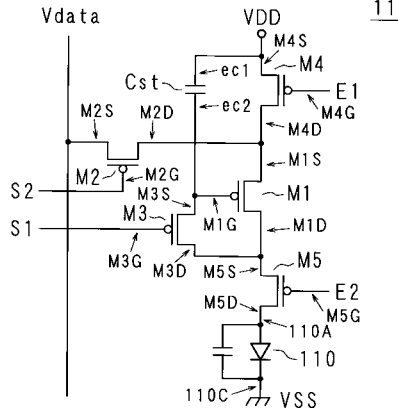 11
Vdata
VDD
M4S
ec1
M4
Cst
E1
ec2
M4G
M2S
M2D
M4D
M1S
M2
M2G
S2
M3S
M1
M3
M1G
S1
M1D
M3G
M3D
M5S
M5
E2
M5D
M5G
110A
110
110C
VSS